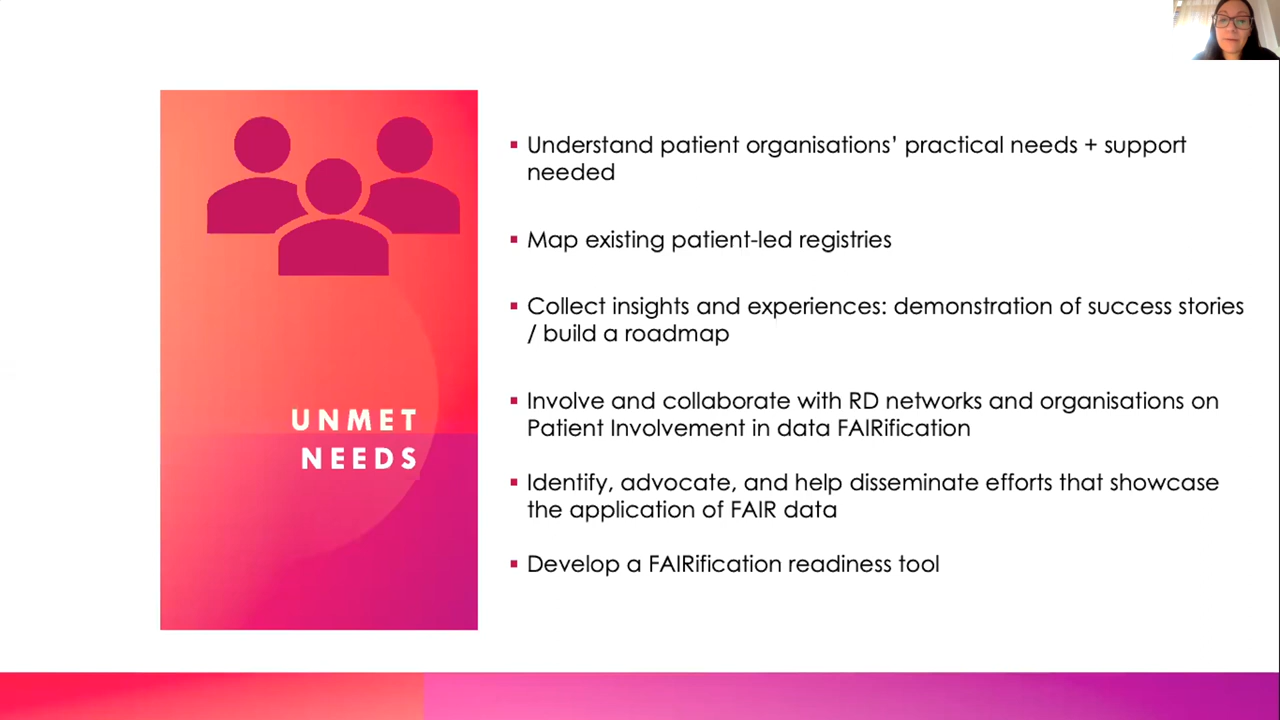 UNMET
NEEDS
▪ Understand patient organisations’ practical needs + support
needed
▪ Map existing patient-led registries
▪ Collect insights and experiences: demonstration of success stories
/ build a roadmap
▪ Involve and collaborate with RD networks and organisations on
Patient Involvement in data FAIRification
▪ Identify, advocate, and help disseminate efforts that showcase
the application of FAIR data
▪ Develop a FAIRification readiness tool